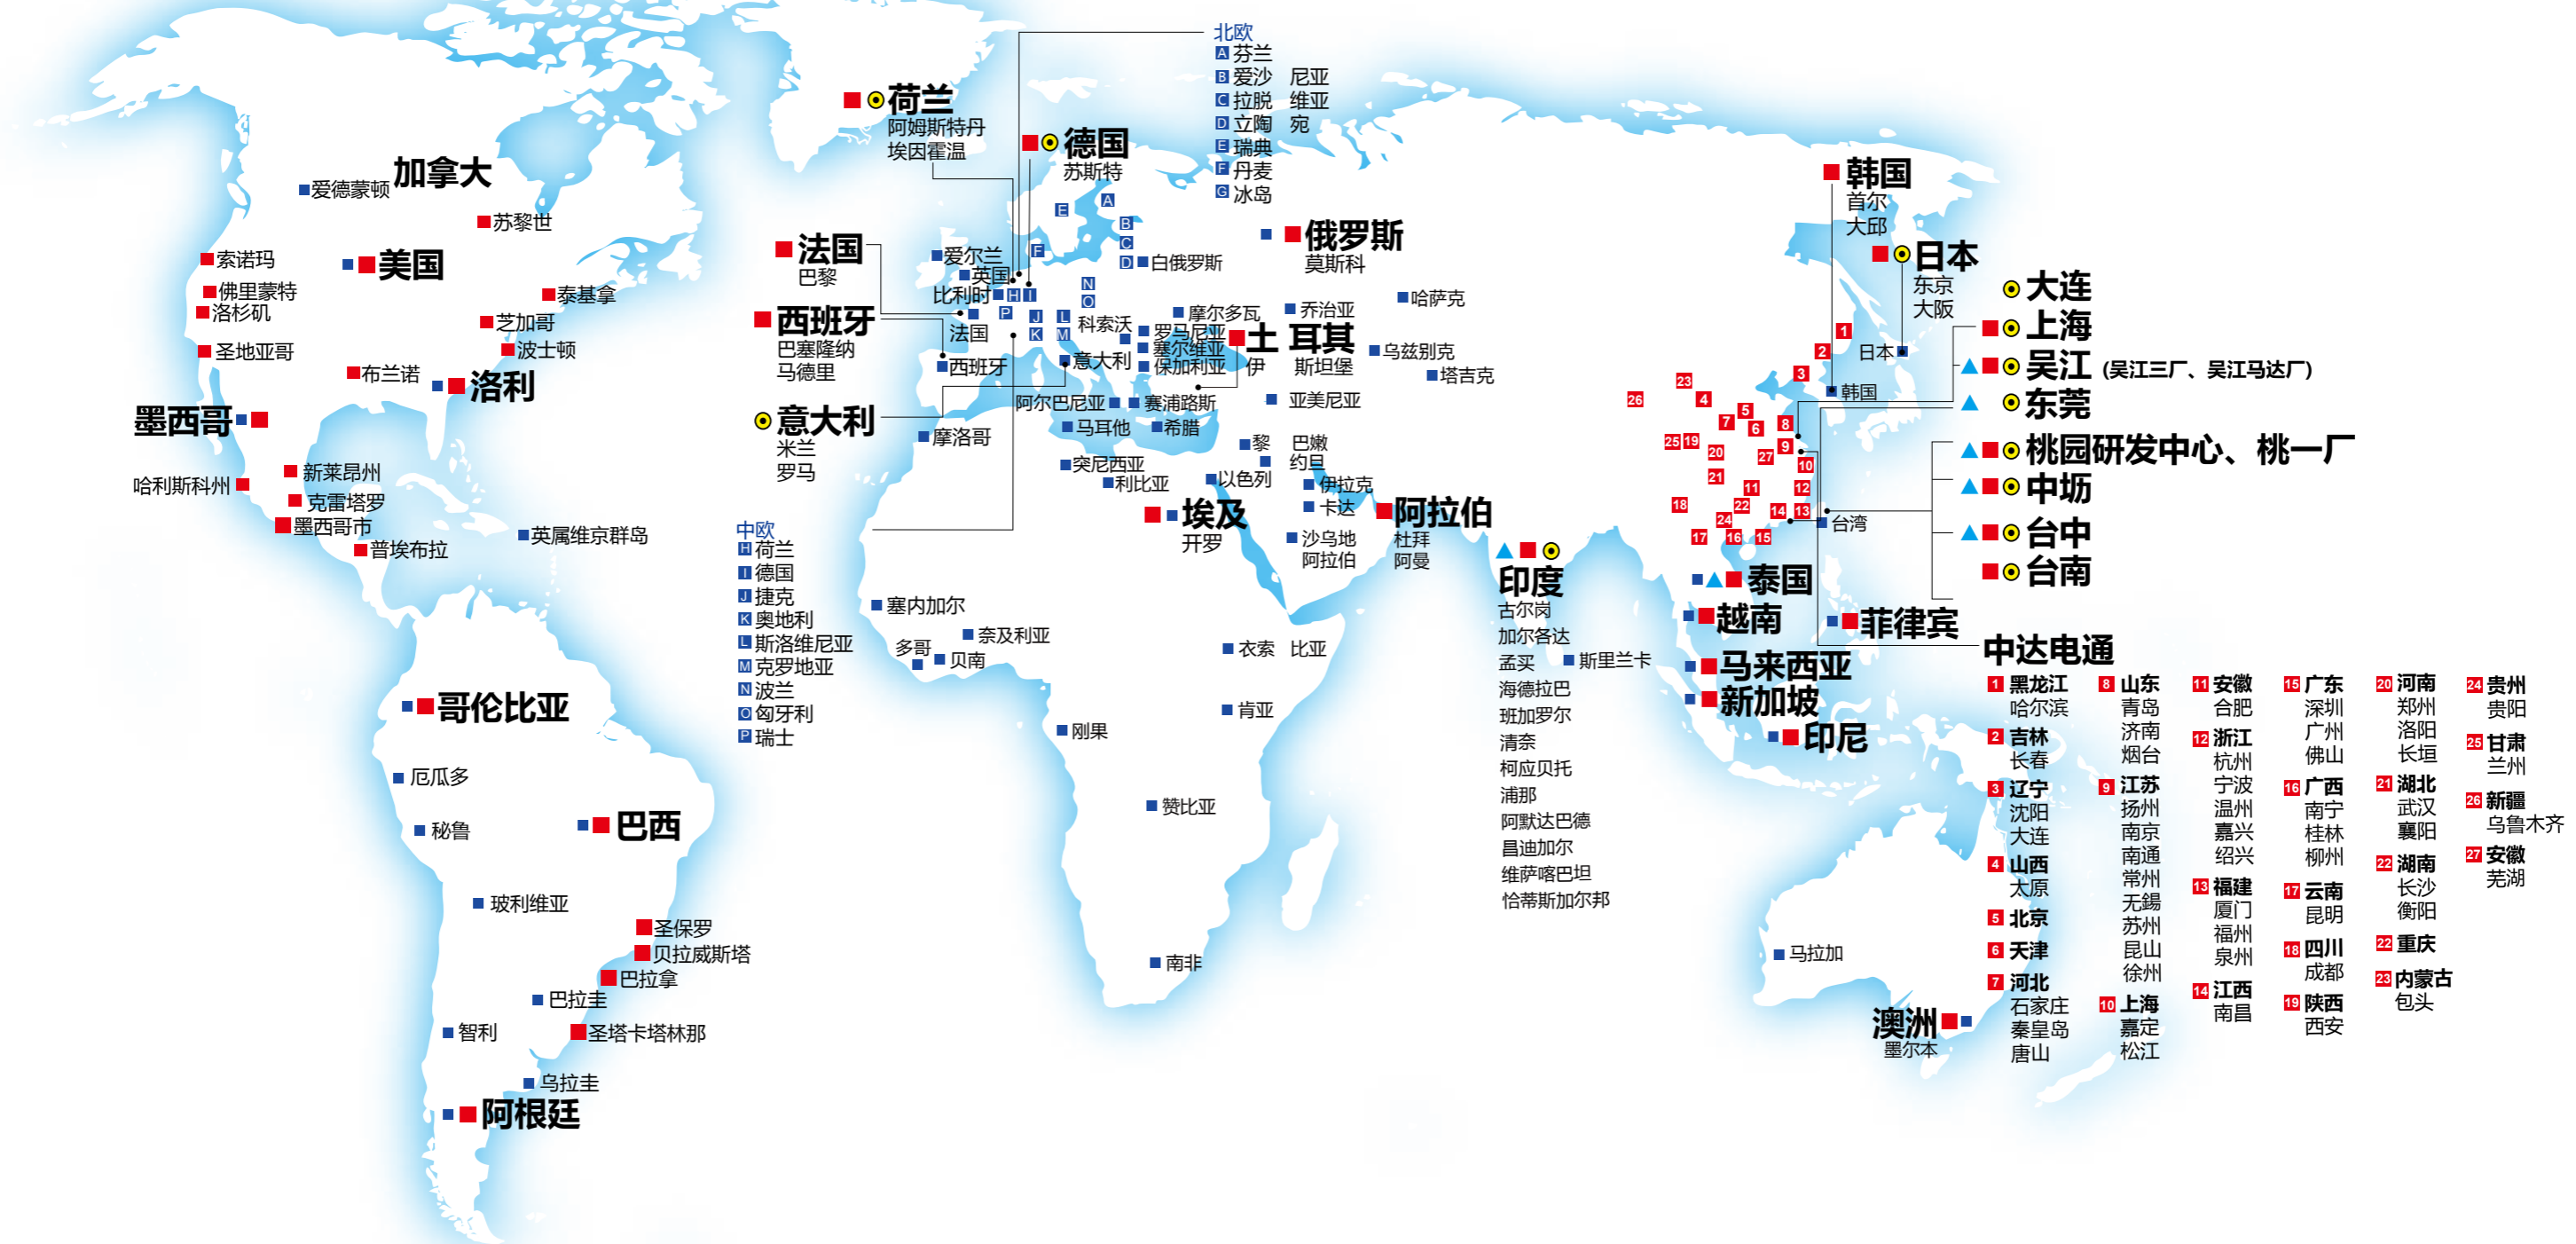 加拿大
爱德蒙顿
苏黎世
索诺玛
美国
佛里蒙特
洛杉矶
泰基拿
芝加哥
圣地亚哥
波士顿
布兰诺
洛利
墨西哥
新莱昂州
哈利斯科州
克雷塔罗
墨西哥市
普埃布拉
英属维京群岛
哥伦比亚
厄瓜多
秘鲁
巴西
玻利维亚
圣保罗
贝拉威斯塔
巴拉拿
巴拉圭
智利
圣塔卡塔林那
乌拉圭
阿根廷
荷兰
阿姆斯特丹
埃因霍温
德国
苏斯特
法国
巴黎
西班牙
巴塞隆纳
马德里
意大利
米兰
罗马
北欧
A 芬兰
B 爱沙 尼亚
C 拉脱 维亚
D 立陶 宛
E 瑞典
F 丹麦
G 冰岛
A
E
B
C
D 白俄罗斯
F
爱尔兰
英国
比利时 H I
N
O
P
J
L
K
M
法国
科索沃
摩尔多瓦
罗马尼亚
塞尔维亚
保加利亚
西班牙
意大利
阿尔巴尼亚
赛浦路斯
马耳他
希腊
摩洛哥
突尼西亚
利比亚
俄罗斯
莫斯科
哈萨克
乔治亚
土 耳其
伊 斯坦堡
乌兹别克
塔吉克
亚美尼亚
黎 巴嫩
约旦
以色列
伊拉克
卡达
埃及
开罗
阿拉伯
杜拜
阿曼
沙乌地
阿拉伯
中欧
H 荷兰
I 德国
J 捷克
K 奥地利
L 斯洛维尼亚
M 克罗地亚
N 波兰
O 匈牙利
P 瑞士
塞内加尔
奈及利亚
多哥
贝南
衣索 比亚
肯亚
刚果
赞比亚
南非
印度
古尔岗
加尔各达
孟买
海德拉巴
班加罗尔
清奈
柯应贝托
浦那
阿默达巴德
昌迪加尔
维萨喀巴坦
恰蒂斯加尔邦
斯里兰卡
韩国
首尔
大邱
日本
东京
大阪
日本
韩国
台湾
1
2
3
23
26
4
5
7
6
8
25 19
20
9
27
10
21
11
12
18
22
14
13
24
17
16
15
泰国
越南
菲律宾
马来西亚
新加坡
印尼
马拉加
澳洲
墨尔本
大连
上海
吴江 (吴江三厂、吴江马达厂)
东莞
桃园研发中心、桃一厂
中坜
台中
台南
中达电通
1 黑龙江
哈尔滨
2 吉林
长春
3 辽宁
沈阳
大连
4 山西
太原
5 北京
6 天津
7 河北
石家庄
秦皇岛
唐山
8 山东
青岛
济南
烟台
9 江苏
扬州
南京
南通
常州
无錫
苏州
昆山
徐州
10 上海
嘉定
松江
11 安徽
合肥
12 浙江
杭州
宁波
温州
嘉兴
绍兴
13 福建
厦门
福州
泉州
14 江西
南昌
15 广东
深圳
广州
佛山
16 广西
南宁
桂林
柳州
17 云南
昆明
18 四川
成都
19 陕西
西安
20 河南
郑州
洛阳
长垣
21 湖北
武汉
襄阳
22 湖南
长沙
衡阳
22 重庆
23 内蒙古
包头
24 贵州
贵阳
25 甘肃
兰州
26 新疆
乌鲁木齐
27 安徽
芜湖